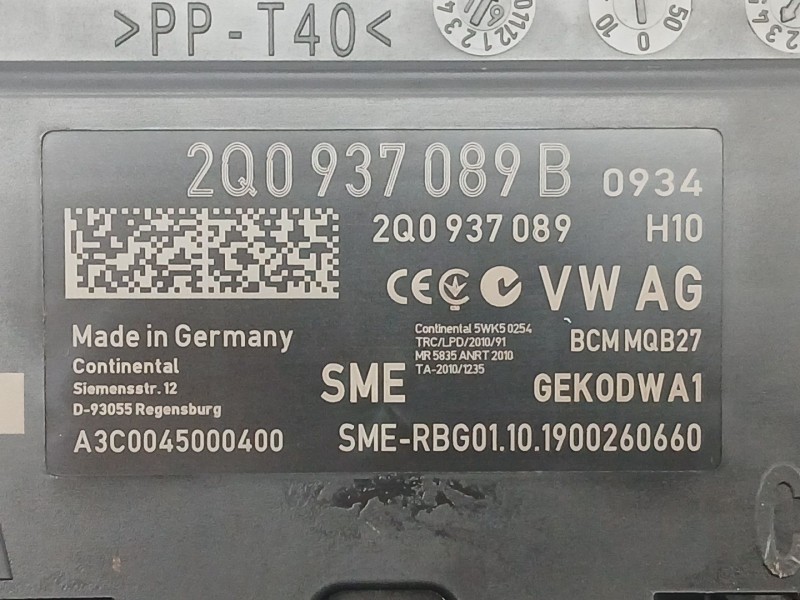 >PP-T40<
2Q0 937 089 B 0934
2Q0 937 089 H10
CE VW AG
Made in Germany
Continental
Siemensstr. 12
D-93055 Regensburg
A3C0045000400
Continental 5WK5 0254
TRC/LPD/2010/91
MR 5835 ANRT 2010
TA-2010/1235
BCM MQB27
SME GEK0DWA1
SME-RBG01.10.1900260660